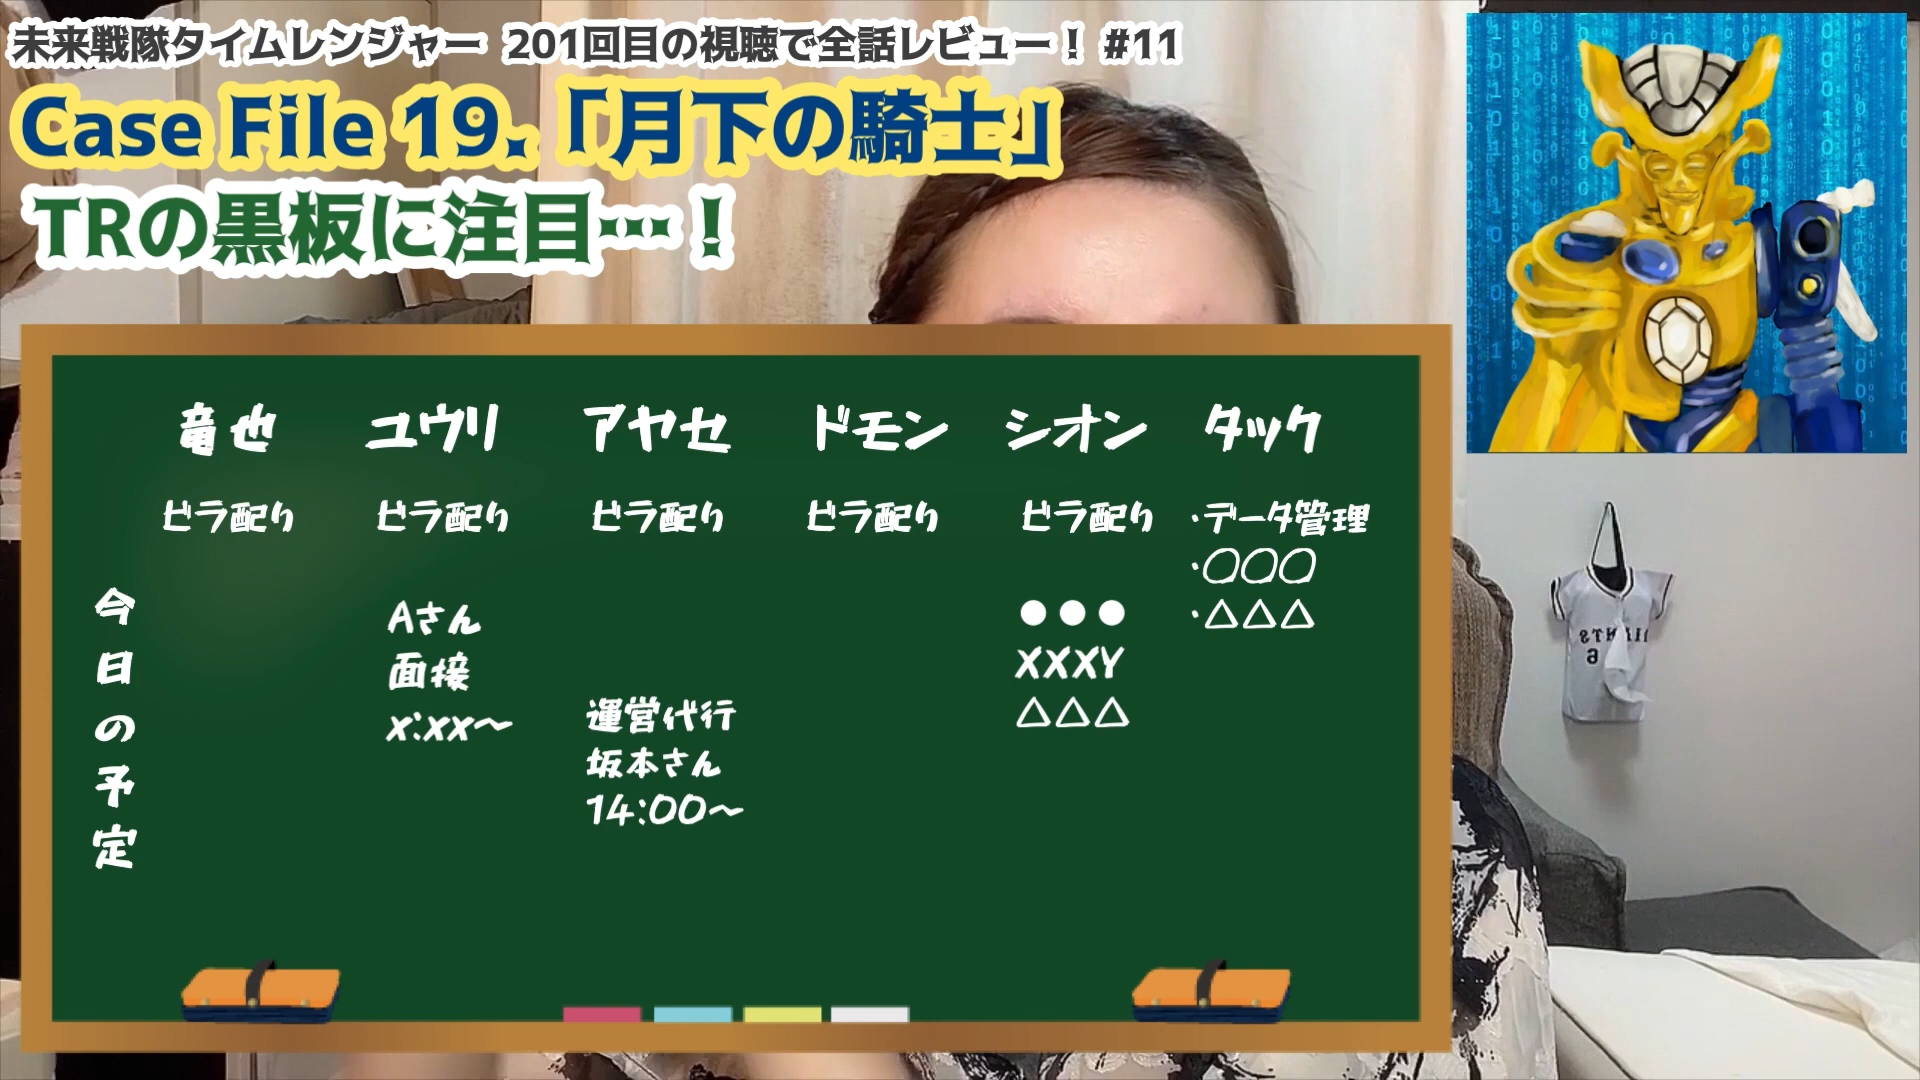 未来戦隊タイムレンジャー 201回目の視聴で全話レビュー！ #11
Case File 19.「月下の騎士」
TRの黒板に注目…！
竜也 ユウリ アヤセ ドモン シオン タック
ビラ配り ビラ配り ビラ配り ビラ配り ビラ配り ・データ管理
・○○○
・△△△
今日の予定
Aさん
面接
x:xx〜
運営代行
坂本さん
14:00〜
●●●
XXXY
△△△